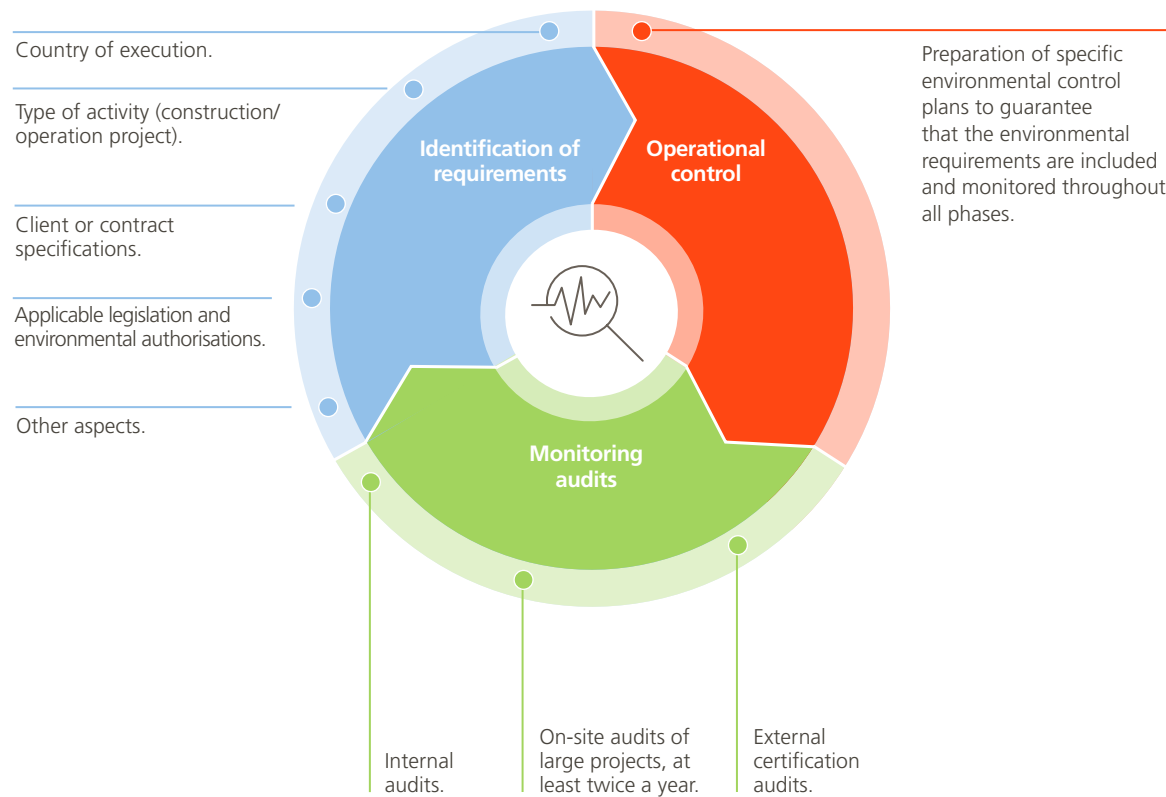 Country of execution.
Type of activity (construction/
operation project).
Client or contract
specifications.
Applicable legislation and
environmental authorisations.
Other aspects.
Identification of
requirements
Operational
control
Preparation of specific
environmental control
plans to guarantee
that the environmental
requirements are included
and monitored throughout
all phases.
Monitoring
audits
Internal
audits.
On-site audits of
large projects, at
least twice a year.
External
certification
audits.